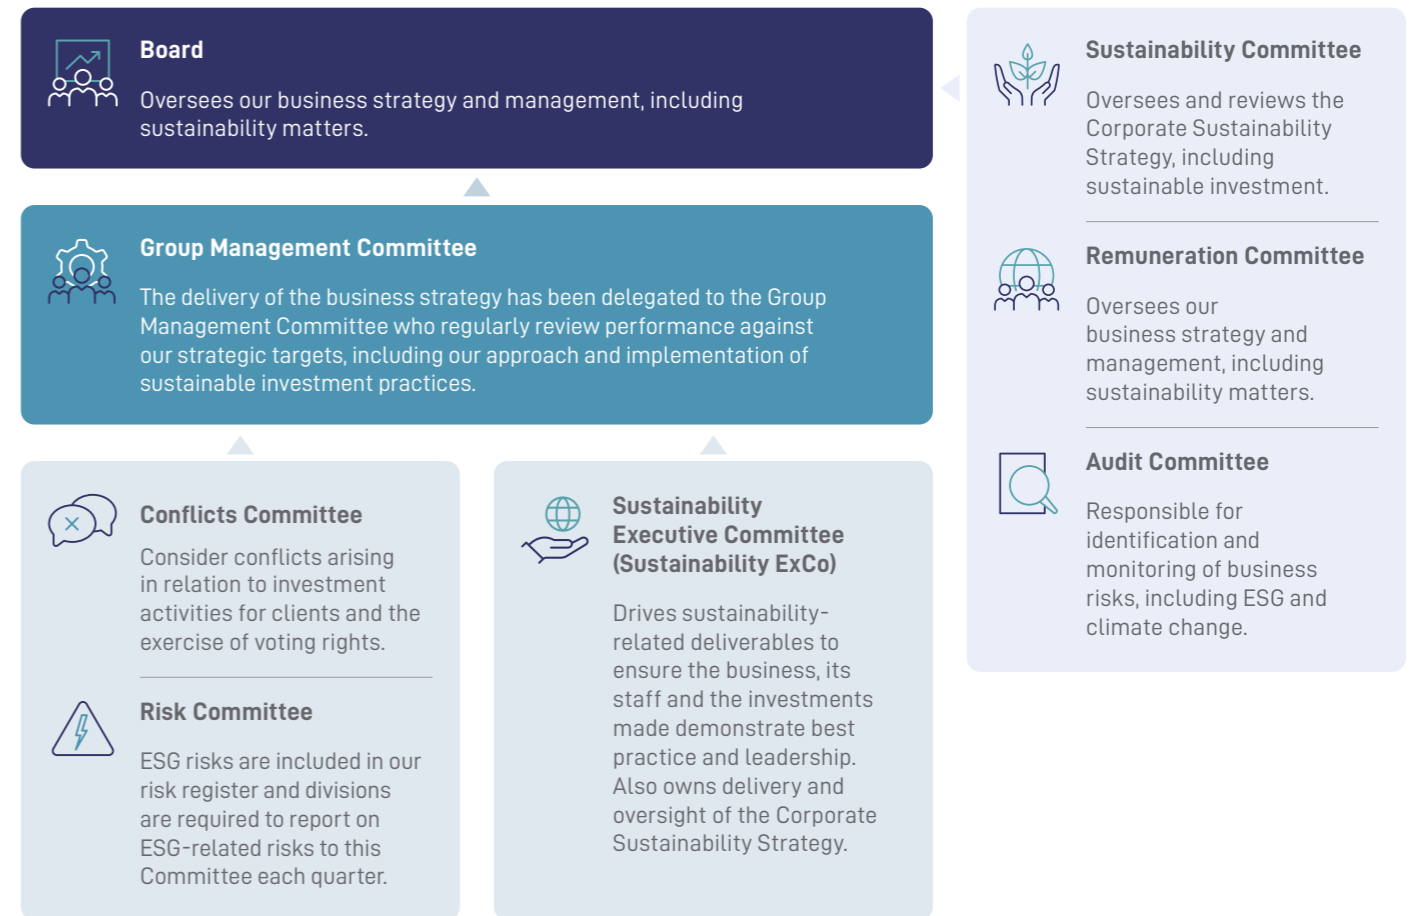 Board
Oversees our business strategy and management, including
sustainability matters.
Group Management Committee
The delivery of the business strategy has been delegated to the Group
Management Committee who regularly review performance against
our strategic targets, including our approach and implementation of
sustainable investment practices.
Conflicts Committee
Consider conflicts arising
in relation to investment
activities for clients and the
exercise of voting rights.
Risk Committee
ESG risks are included in our
risk register and divisions
are required to report on
ESG-related risks to this
Committee each quarter.
Sustainability
Executive Committee
(Sustainability ExCo)
Drives sustainability-
related deliverables to
ensure the business, its
staff and the investments
made demonstrate best
practice and leadership.
Also owns delivery and
oversight of the Corporate
Sustainability Strategy.
Sustainability Committee
Oversees and reviews the
Corporate Sustainability
Strategy, including
sustainable investment.
Remuneration Committee
Oversees our
business strategy and
management, including
sustainability matters.
Audit Committee
Responsible for
identification and
monitoring of business
risks, including ESG and
climate change.